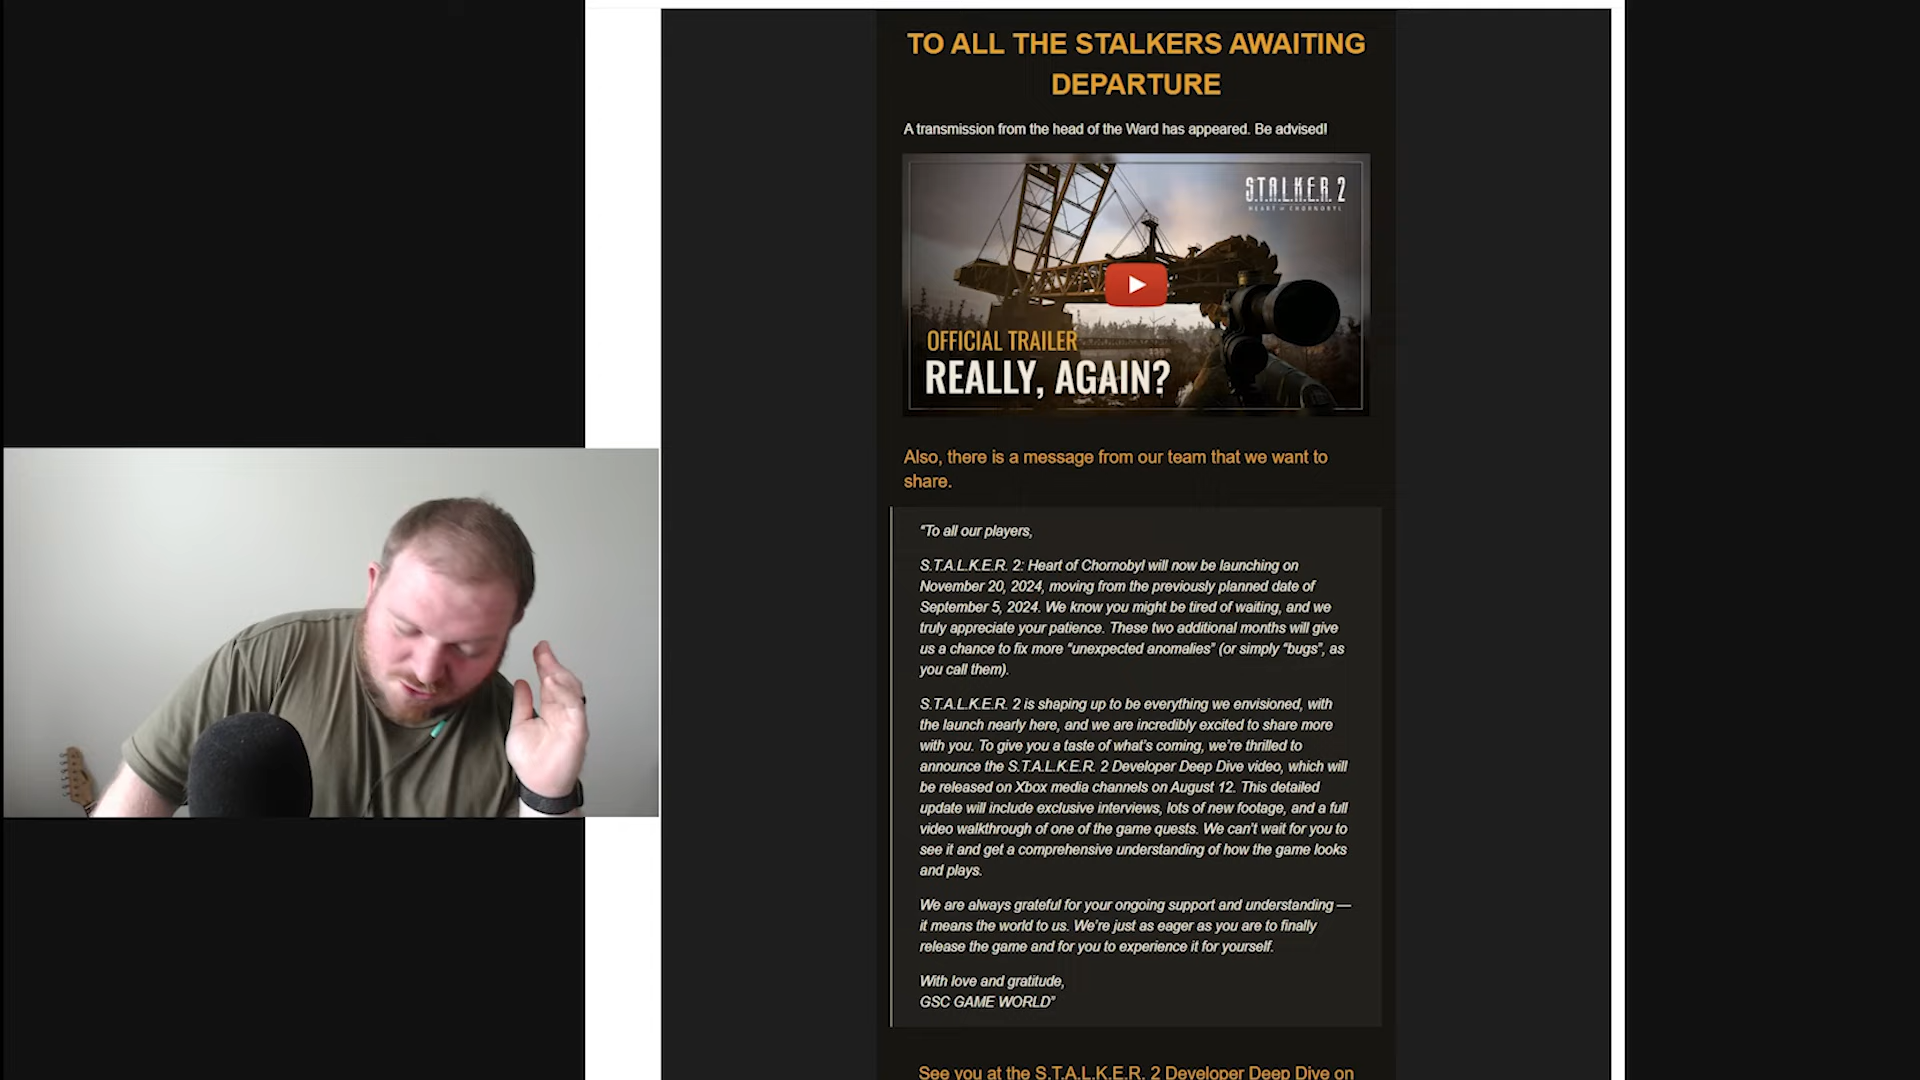 TO ALL THE STALKERS AWAITING
DEPARTURE
A transmission from the head of the Ward has appeared. Be advised!
S.T.A.L.K.E.R. 2
HEART OF CHORNOBYL
OFFICIAL TRAILER
REALLY, AGAIN?
Also, there is a message from our team that we want to
share.
“To all our players,
S.T.A.L.K.E.R. 2: Heart of Chornobyl will now be launching on
November 20, 2024, moving from the previously planned date of
September 5, 2024. We know you might be tired of waiting, and we
truly appreciate your patience. These two additional months will give
us a chance to fix more “unexpected anomalies” (or simply “bugs”, as
you call them).
S.T.A.L.K.E.R. 2 is shaping up to be everything we envisioned, with
the launch nearly here, and we are incredibly excited to share more
with you. To give you a taste of what’s coming, we’re thrilled to
announce the S.T.A.L.K.E.R. 2 Developer Deep Dive video, which will
be released on Xbox media channels on August 12. This detailed
update will include exclusive interviews, lots of new footage, and a full
video walkthrough of one of the game quests. We can’t wait for you to
see it and get a comprehensive understanding of how the game looks
and plays.
We are always grateful for your ongoing support and understanding —
it means the world to us. We’re just as eager as you are to finally
release the game and for you to experience it for yourself.
With love and gratitude,
GSC GAME WORLD”
See you at the S.T.A.L.K.E.R. 2 Developer Deep Dive on